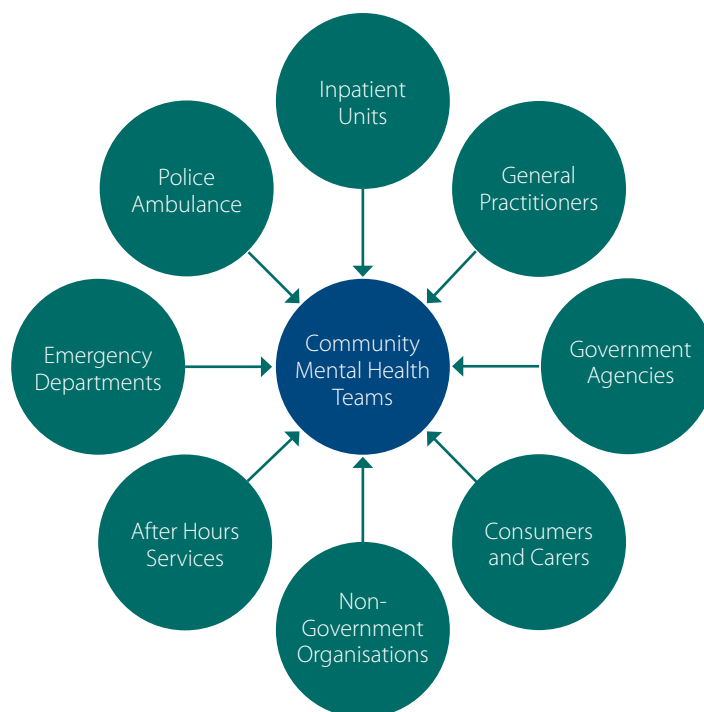 Inpatient
Units
General
Practitioners
Government
Agencies
Consumers
and Carers
Non-
Government
Organisations
After Hours
Services
Emergency
Departments
Police
Ambulance
Community
Mental Health
Teams